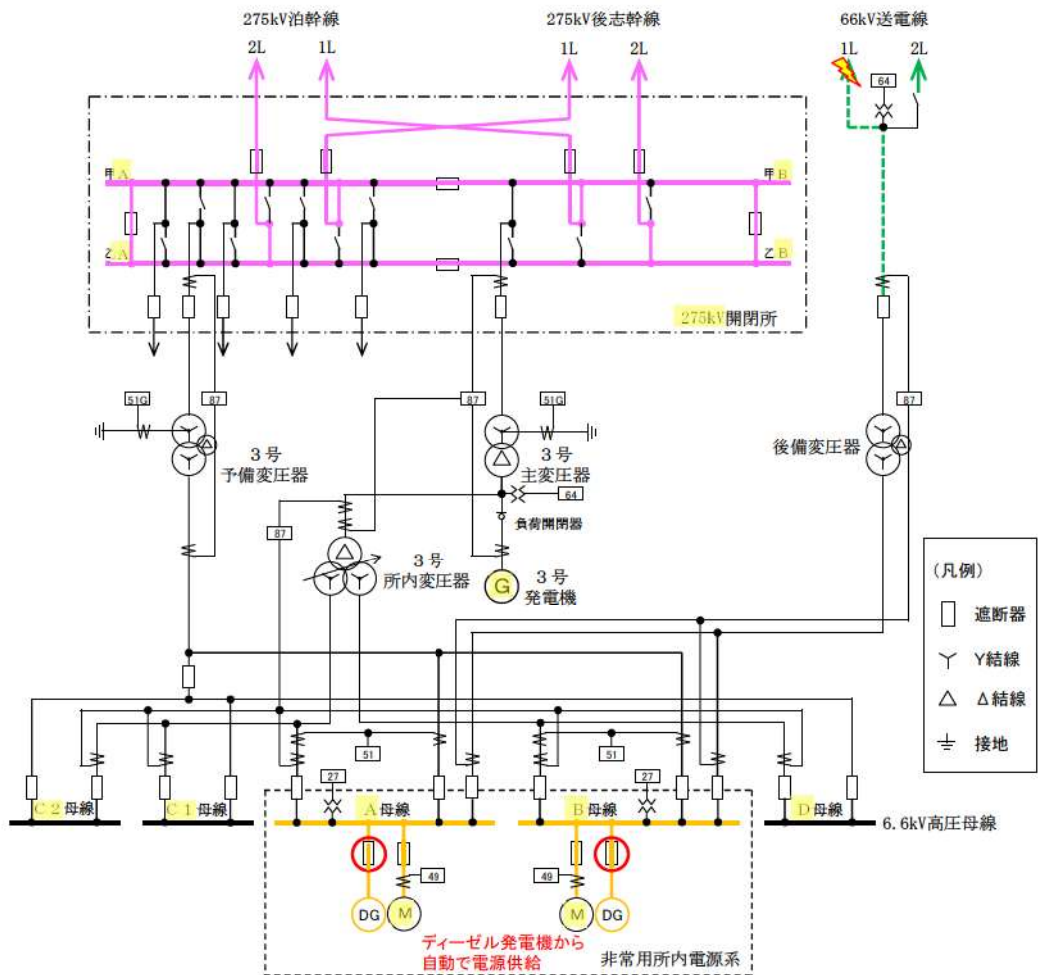 275kV泊幹線
275kV後志幹線
66kV送電線
2L
1L
1L
2L
1L
2L
64
甲A
甲B
乙A
乙B
275kV開閉所
51G
87
87
51G
87
3号
予備変圧器
3号
主変圧器
後備変圧器
64
87
負荷開閉器
3号
所内変圧器
G
3号
発電機
(凡例)
遮断器
Y結線
Δ結線
接地
51
51
27
27
C2母線
C1母線
A母線
B母線
D母線
6.6kV高圧母線
49
49
DG
M
M
DG
ディーゼル発電機から
自動で電源供給
非常用所内電源系